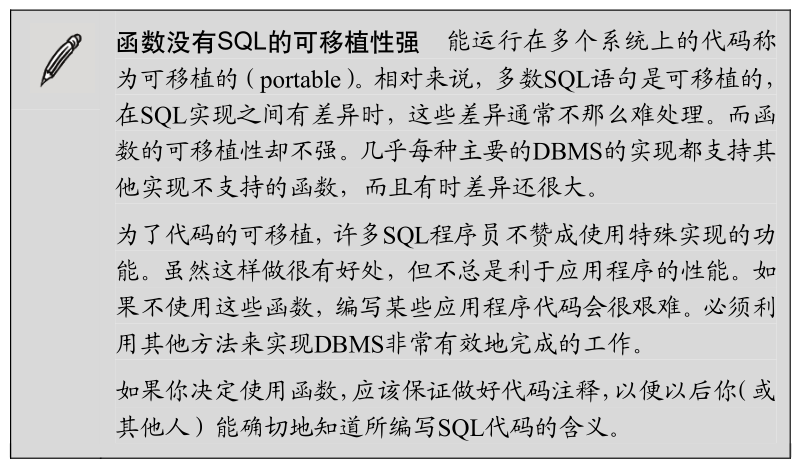 函数没有SQL的可移植性强　能运行在多个系统上的代码称
为可移植的（portable）。相对来说，多数SQL语句是可移植的，
在SQL实现之间有差异时，这些差异通常不那么难处理。而函
数的可移植性却不强。几乎每种主要的DBMS的实现都支持其
他实现不支持的函数，而且有时差异还很大。
为了代码的可移植，许多SQL程序员不赞成使用特殊实现的功
能。虽然这样做很有好处，但不总是利于应用程序的性能。如
果不使用这些函数，编写某些应用程序代码会很艰难。必须利
用其他方法来实现DBMS非常有效地完成的工作。
如果你决定使用函数，应该保证做好代码注释，以便以后你（或
其他人）能确切地知道所编写SQL代码的含义。